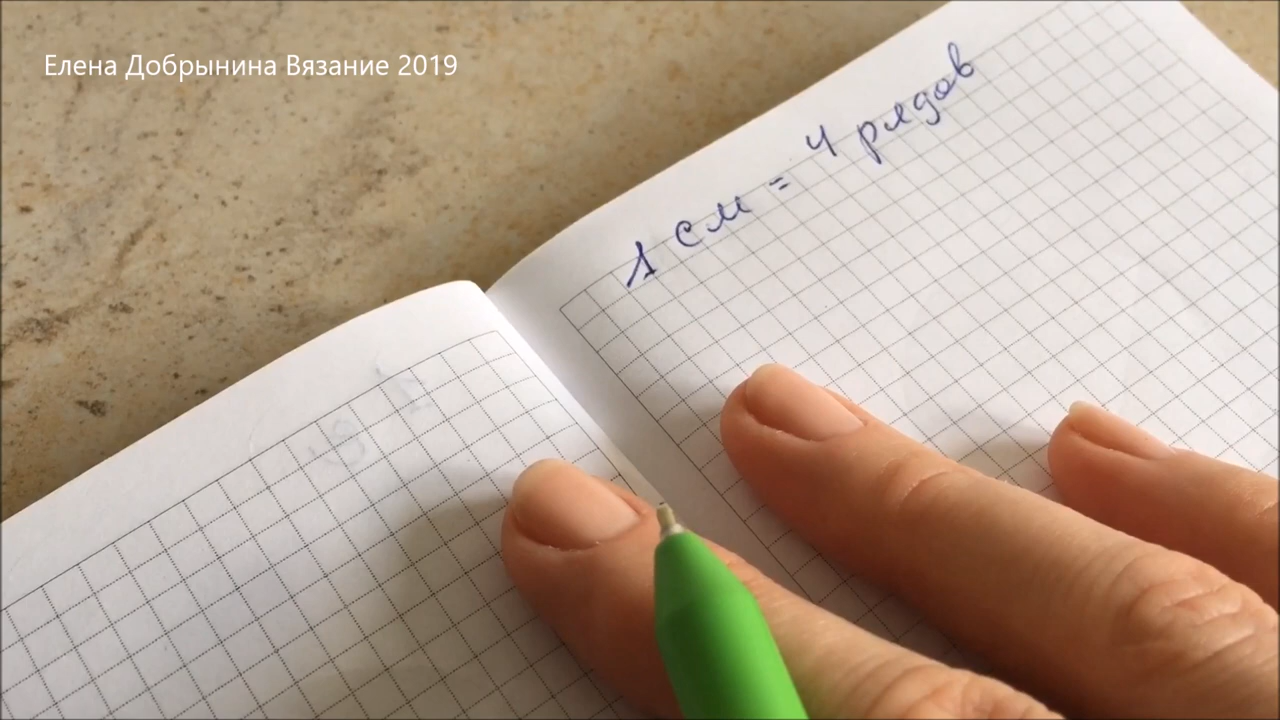 Елена Добрынина Вязание 2019
1 см = 4 рядов